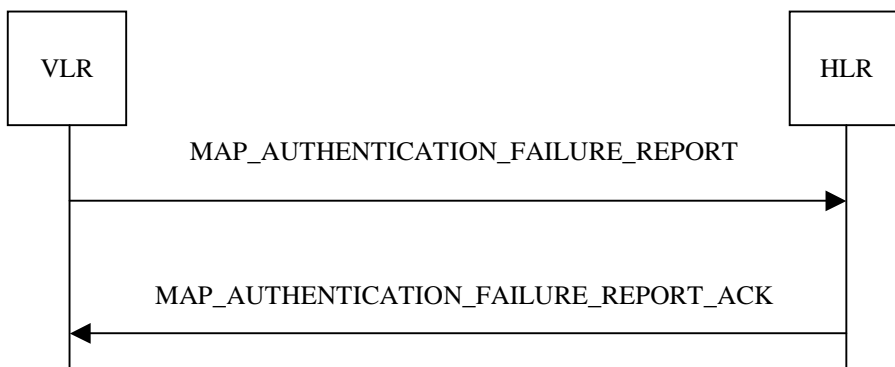 VLR
HLR
MAP_AUTHENTICATION_FAILURE_REPORT
MAP_AUTHENTICATION_FAILURE_REPORT_ACK